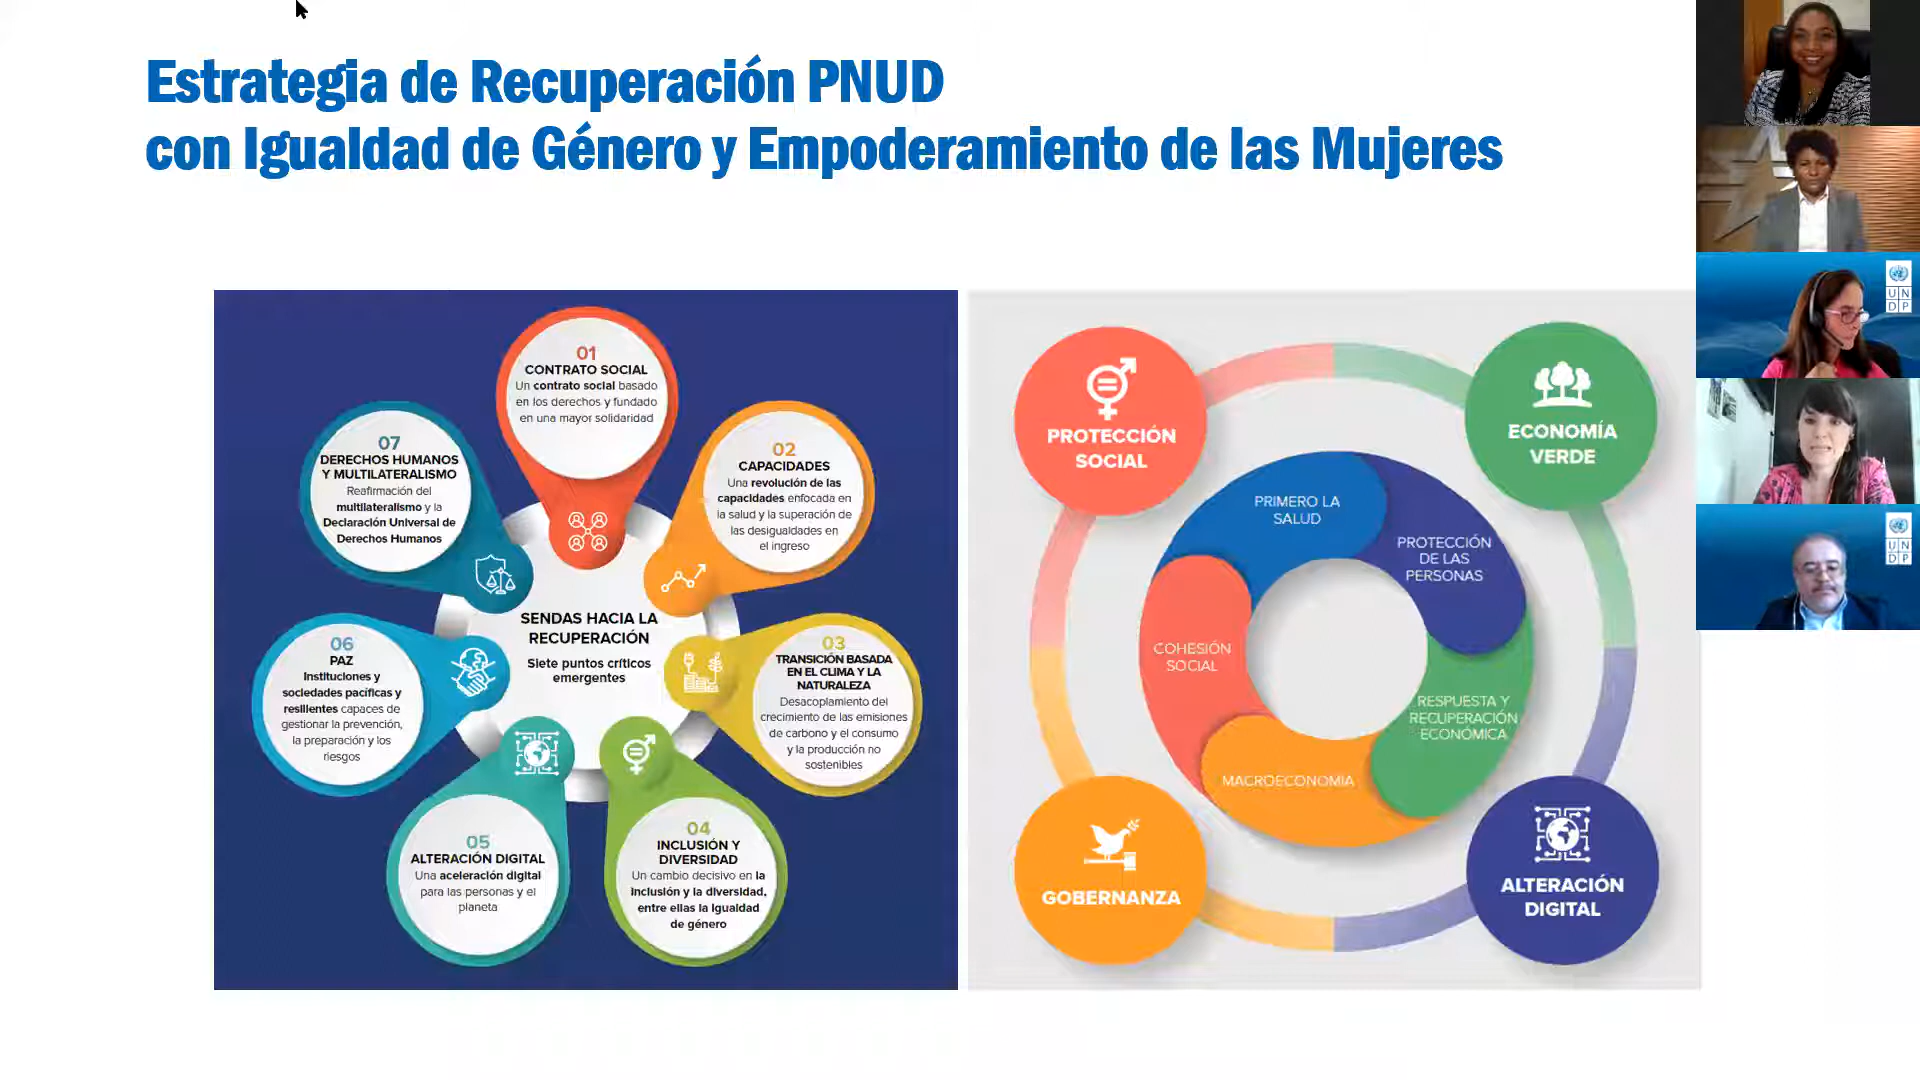 Estrategia de Recuperación PNUD
con Igualdad de Género y Empoderamiento de las Mujeres
01
CONTRATO SOCIAL
Un contrato social basado
en los derechos y fundado
en una mayor solidaridad
02
CAPACIDADES
Una revolución de las
capacidades enfocada en
la salud y la superación de
las desigualdades en
el ingreso
03
TRANSICIÓN BASADA
EN EL CLIMA Y LA
NATURALEZA
Desacoplamiento del
crecimiento de las emisiones
de carbono y el consumo
y la producción no
sostenibles
04
INCLUSIÓN Y
DIVERSIDAD
Un cambio decisivo en la
inclusión y la diversidad,
entre ellas la igualdad
de género
05
ALTERACIÓN DIGITAL
Una aceleración digital
para las personas y el
planeta
06
PAZ
Instituciones y
sociedades pacíficas y
resilientes capaces de
gestionar la prevención,
la preparación y los
riesgos
07
DERECHOS HUMANOS
Y MULTILATERALISMO
Reafirmación del
multilateralismo y la
Declaración Universal de
Derechos Humanos
SENDAS HACIA LA
RECUPERACIÓN
Siete puntos críticos
emergentes
PROTECCIÓN
SOCIAL
ECONOMÍA
VERDE
PRIMERO LA
SALUD
PROTECCIÓN
DE LAS
PERSONAS
COHESIÓN
SOCIAL
RESPUESTA Y
RECUPERACIÓN
ECONÓMICA
MACROECONOMÍA
GOBERNANZA
ALTERACIÓN
DIGITAL
UN
DP
UN
DP